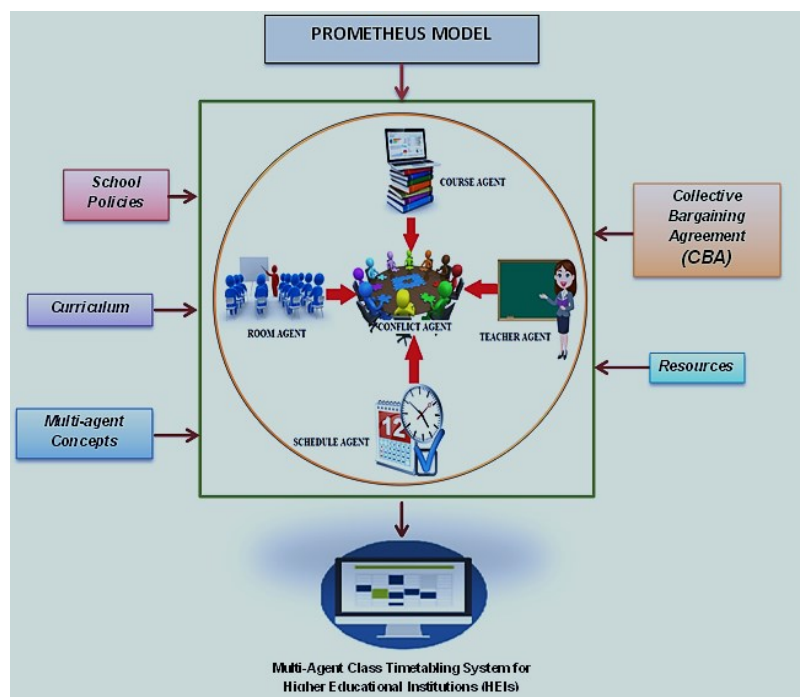 PROMETHEUS MODEL
School
Policies
COURSE AGENT
Collective
Bargaining
Agreement
(CBA)
Curriculum
ROOM AGENT
CONFLICT AGENT
TEACHER AGENT
Resources
Multi-agent
Concepts
SCHEDULE AGENT
12
Multi-Agent Class Timetabling System for
Higher Educational Institutions (HEIs)